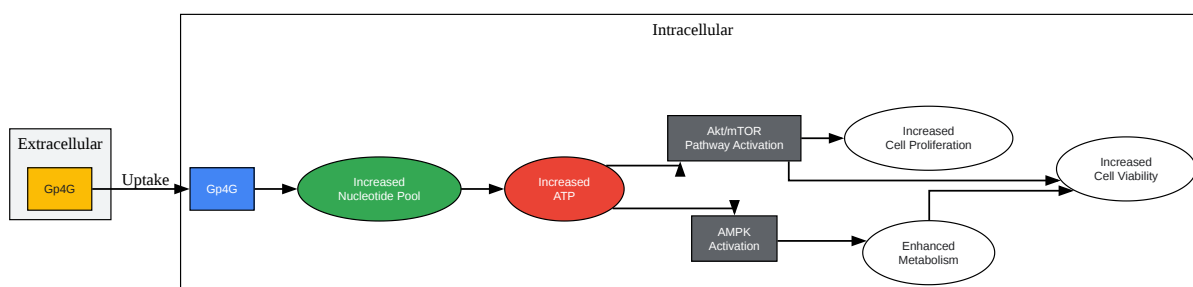 Intracellular
Extracellular
Gp4G
Uptake
Gp4G
Increased
Nucleotide Pool
Increased
ATP
Akt/mTOR
Pathway Activation
AMPK
Activation
Increased
Cell Proliferation
Enhanced
Metabolism
Increased
Cell Viability